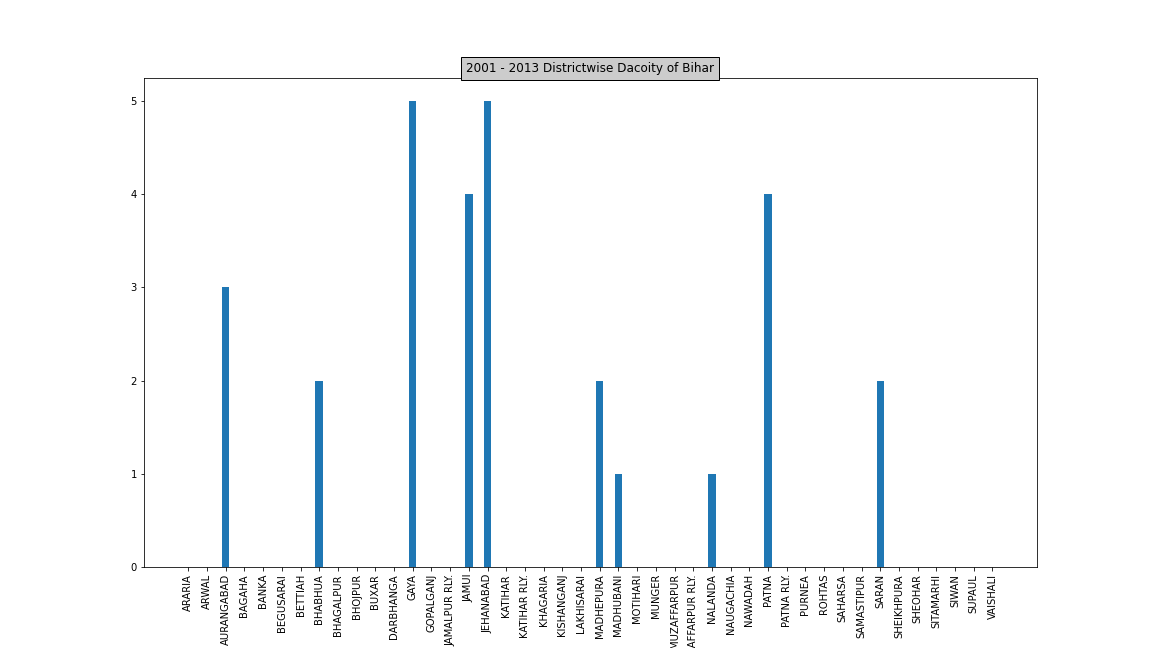 2001 - 2013 Districtwise Dacoity of Bihar
5
4
3
2
1
0
ARARIA
ARWAL
AURANGABAD
BAGAHA
BANKA
BEGUSARAI
BETTIAH
BHABHUA
BHAGALPUR
BHOJPUR
BUXAR
DARBHANGA
GAYA
GOPALGANJ
JAMALPUR RLY.
JAMUI
JEHANABAD
KATIHAR
KATIHAR RLY.
KHAGARIA
KISHANGANJ
LAKHISARAI
MADHEPURA
MADHUBANI
MOTIHARI
MUNGER
MUZAFFARPUR
AFFARPUR RLY.
NALANDA
NAUGACHIA
NAWADAH
PATNA
PATNA RLY.
PURNEA
ROHTAS
SAHARSA
SAMASTIPUR
SARAN
SHEIKHPURA
SHEOHAR
SITAMARHI
SIWAN
SUPAUL
VAISHALI